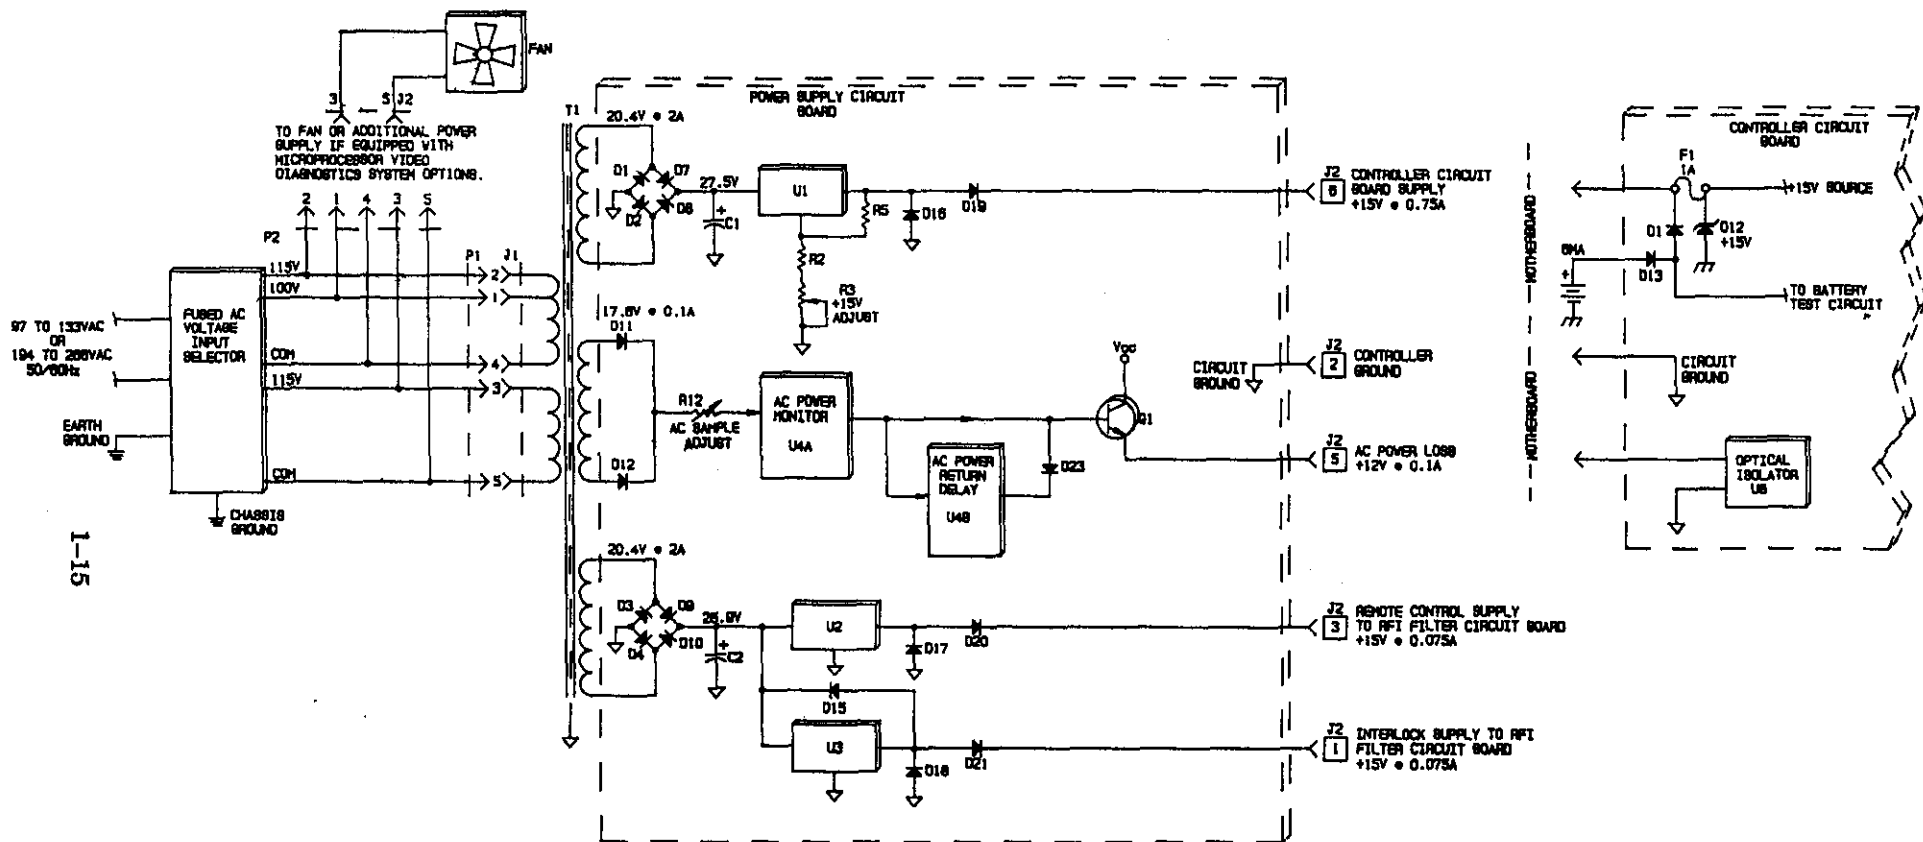 FAN
3 5 J2
TO FAN OR ADDITIONAL POWER
SUPPLY IF EQUIPPED WITH
MICROPROCESSOR VIDEO
DIAGNOSTICS SYSTEM OPTIONS.
2 1 4 3 5
P2
P1 J1
115V
2
100V
1
FUSED AC
VOLTAGE
INPUT
SELECTOR
97 TO 133VAC
OR
194 TO 266VAC
50/60Hz
COM
4
115V
3
EARTH
GROUND
COM
5
CHASSIS
GROUND
1-15
T1
POWER SUPPLY CIRCUIT
BOARD
20.4V @ 2A
D1 D7
D2 D8
27.5V
+
C1
U1
R5
D16
D19
R2
R3
+15V
ADJUST
J2
6
CONTROLLER CIRCUIT
BOARD SUPPLY
+15V @ 0.75A
17.6V @ 0.1A
D11
D12
R12
AC SAMPLE
ADJUST
AC POWER
MONITOR
U4A
AC POWER
RETURN
DELAY
U4B
D23
Vcc
Q1
CIRCUIT
GROUND
J2
2
CONTROLLER
GROUND
J2
5
AC POWER LOSS
+12V @ 0.1A
20.4V @ 2A
D3 D9
D4 D10
26.9V
+
C2
U2
D17
D20
J2
3
REMOTE CONTROL SUPPLY
TO RFI FILTER CIRCUIT BOARD
+15V @ 0.075A
D15
U3
D18
D21
J2
1
INTERLOCK SUPPLY TO RFI
FILTER CIRCUIT BOARD
+15V @ 0.075A
MOTHERBOARD
MOTHERBOARD
CONTROLLER CIRCUIT
BOARD
F1
1A
+15V SOURCE
D1
D12
+15V
6MA
+
D13
TO BATTERY
TEST CIRCUIT
CIRCUIT
GROUND
OPTICAL
ISOLATOR
U6